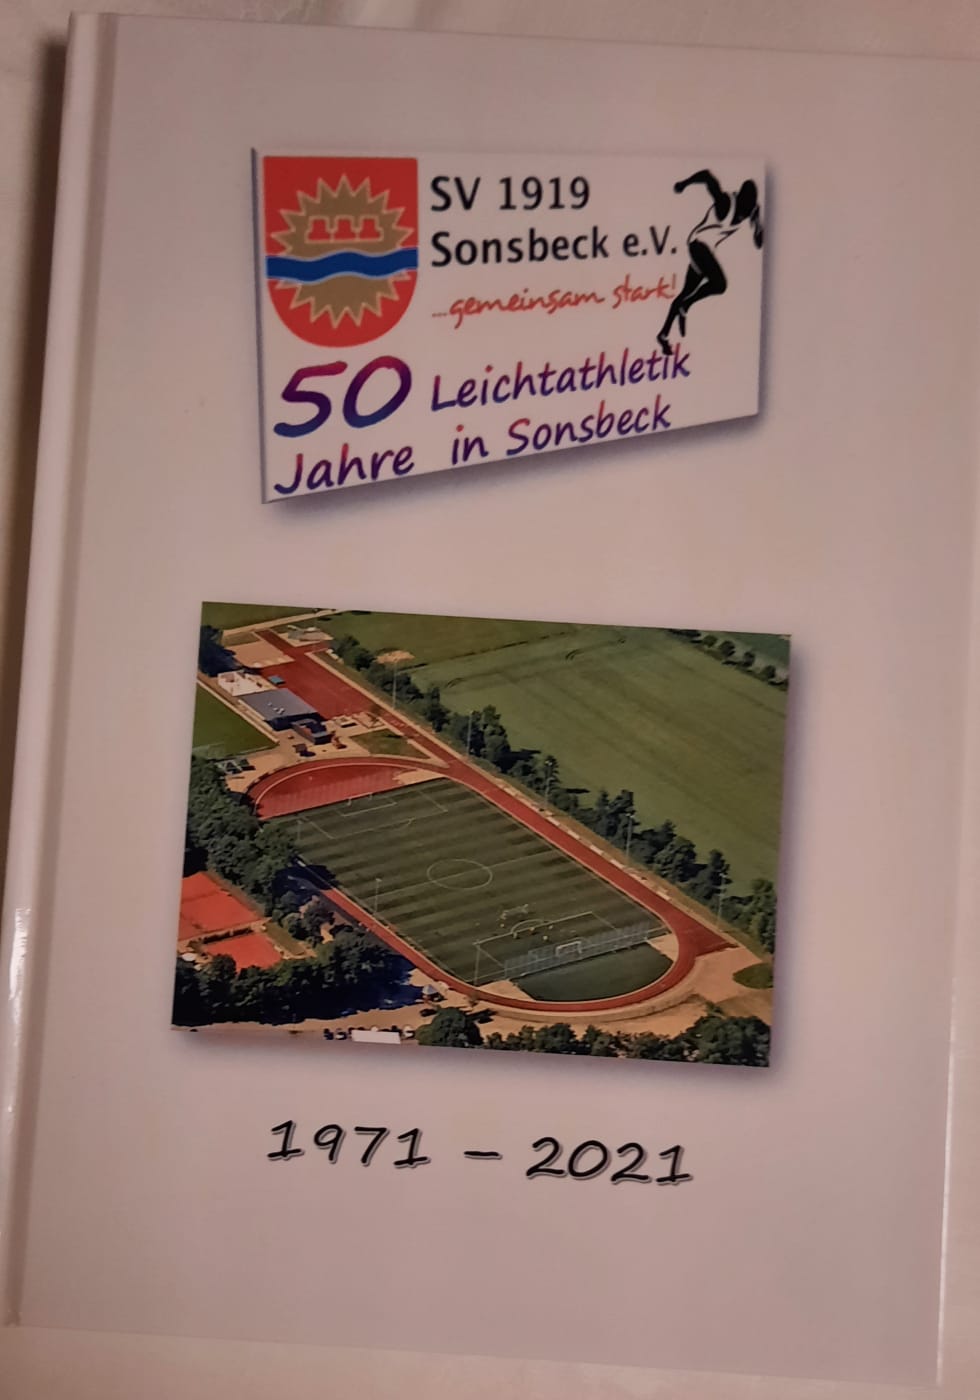 SV 1919
Sonsbeck e.V.
...gemeinsam stark!
50 Leichtathletik
Jahre in Sonsbeck
1971 – 2021